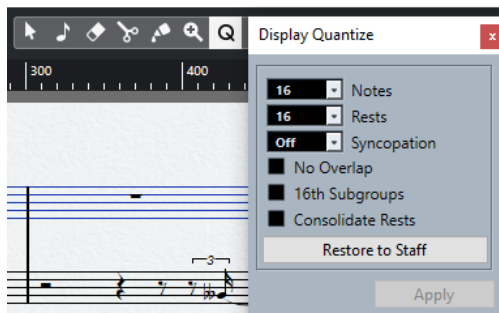 Q
Display Quantize
x
300
400
16
Notes
16
Rests
Off
Syncopation
No Overlap
16th Subgroups
Consolidate Rests
3
Restore to Staff
Apply